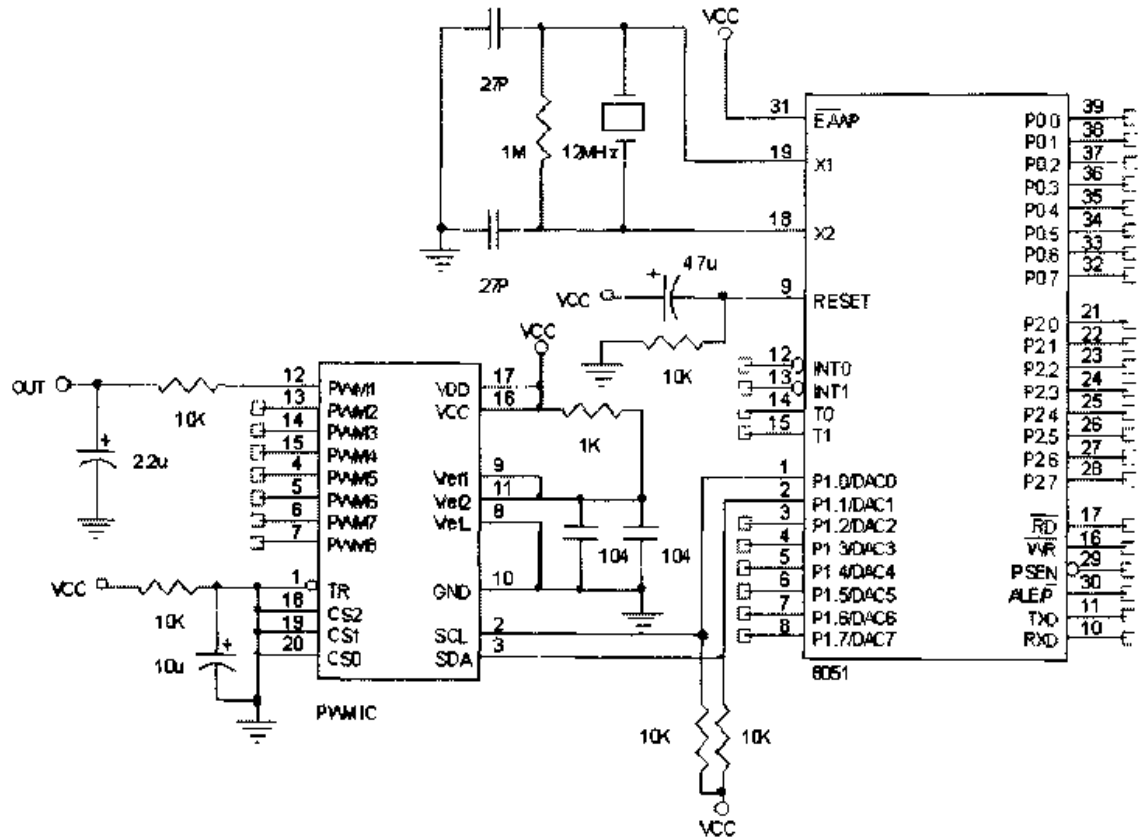 VCC
27P
1M
12MHz
27P
31
EA/VP
19
X1
18
X2
4.7u
VCC
9
RESET
10K
12
INT0
13
INT1
14
T0
15
T1
1
P1.0/DAC0
2
P1.1/DAC1
3
P1.2/DAC2
4
P1.3/DAC3
5
P1.4/DAC4
6
P1.5/DAC5
7
P1.6/DAC6
8
P1.7/DAC7
P0.0
39
P0.1
38
P0.2
37
P0.3
36
P0.4
35
P0.5
34
P0.6
33
P0.7
32
P2.0
21
P2.1
22
P2.2
23
P2.3
24
P2.4
25
P2.5
26
P2.6
27
P2.7
28
RD
17
WR
16
PSEN
29
ALE/P
30
TXD
11
RXD
10
8051
VCC
OUT
10K
2.2u
12
PWM1
13
PWM2
14
PWM3
15
PWM4
4
PWM5
5
PWM6
6
PWM7
7
PWM8
VCC
10K
10u
1
TR
18
CS2
19
CS1
20
CS0
VDD
17
VCC
16
1K
Vref1
9
Vref2
11
VreL
8
104
104
GND
10
SCL
2
SDA
3
PWM IC
10K
10K
VCC